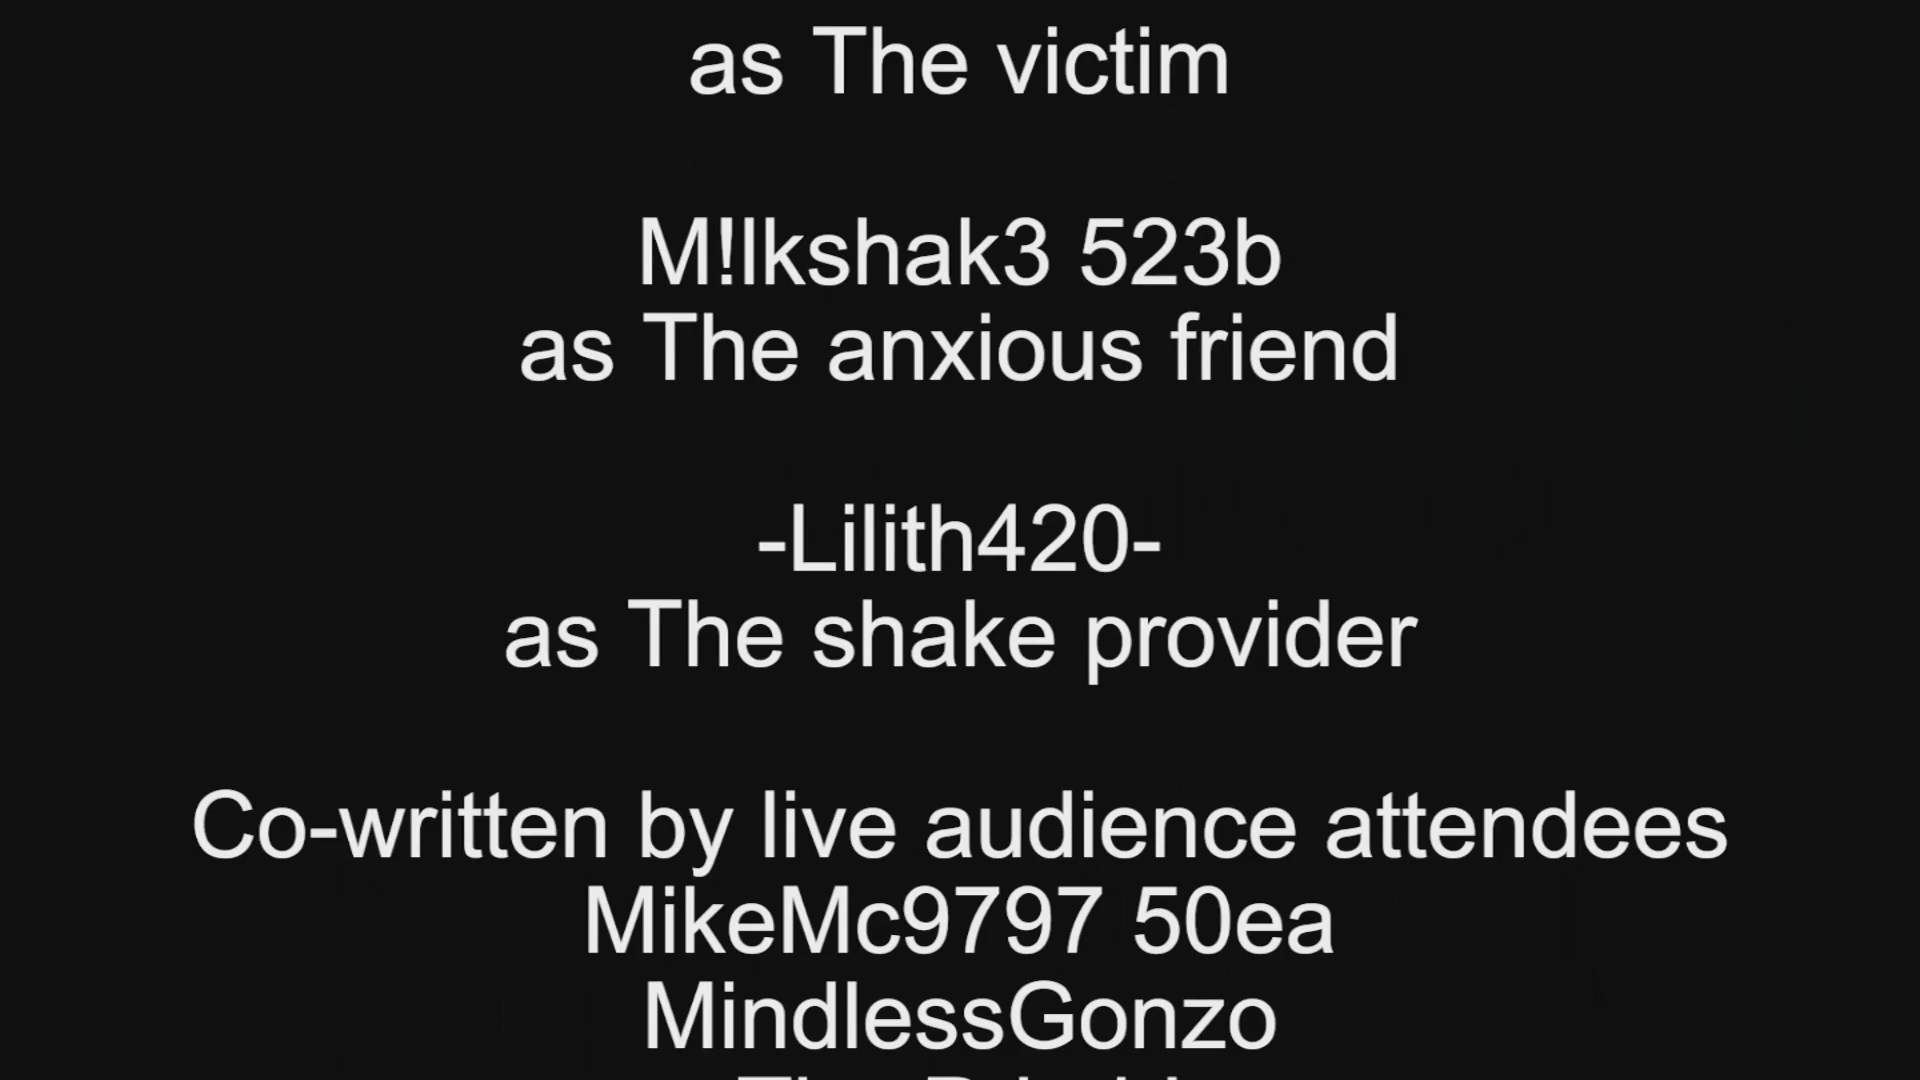 as The victim
M!lkshak3 523b
as The anxious friend
-Lilith420-
as The shake provider
Co-written by live audience attendees
MikeMc9797 50ea
MindlessGonzo